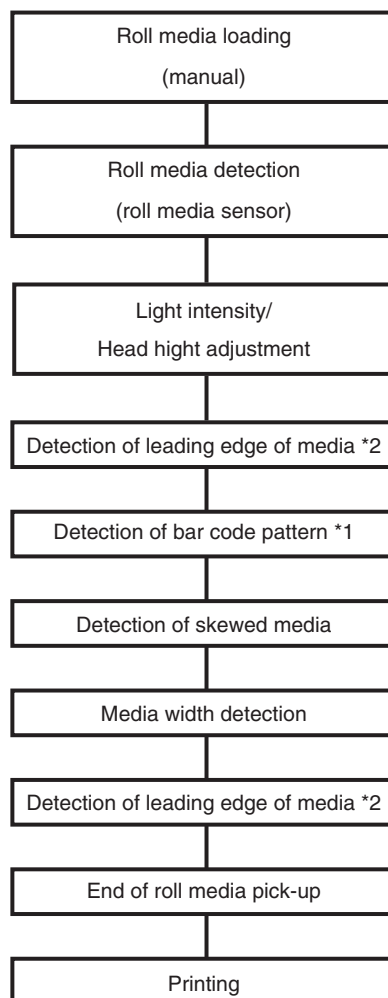 Roll media loading
(manual)
Roll media detection
(roll media sensor)
Light intensity/
Head hight adjustment
Detection of leading edge of media *2
Detection of bar code pattern *1
Detection of skewed media
Media width detection
Detection of leading edge of media *2
End of roll media pick-up
Printing